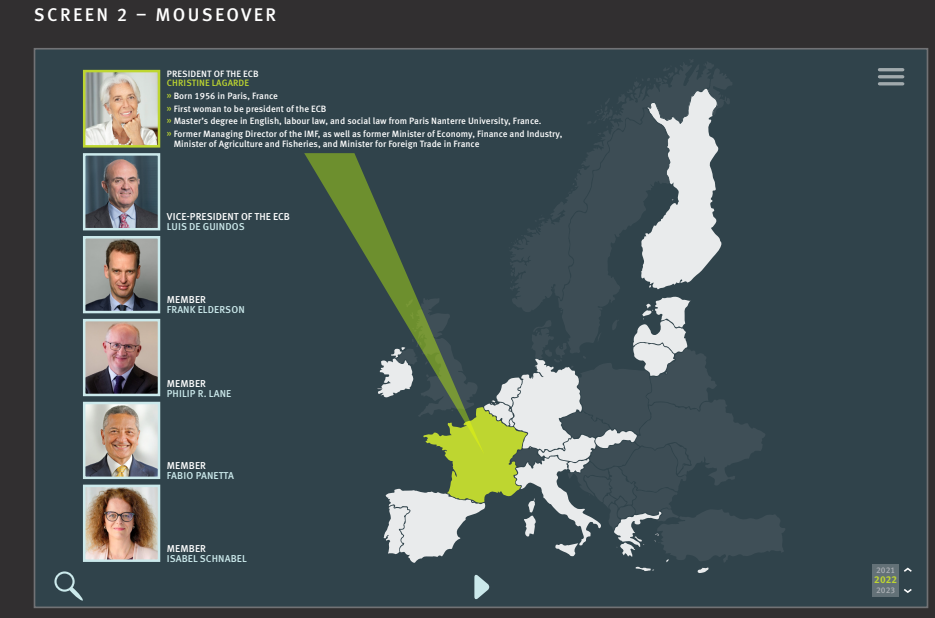 SCREEN 2 – MOUSEOVER
PRESIDENT OF THE ECB
CHRISTINE LAGARDE
» Born 1956 in Paris, France
» First woman to be president of the ECB
» Master's degree in English, labour law, and social law from Paris Nanterre University, France.
» Former Managing Director of the IMF, as well as former Minister of Economy, Finance and Industry,
Minister of Agriculture and Fisheries, and Minister for Foreign Trade in France
VICE-PRESIDENT OF THE ECB
LUIS DE GUINDOS
MEMBER
FRANK ELDERSON
MEMBER
PHILIP R. LANE
MEMBER
FABIO PANETTA
MEMBER
ISABEL SCHNABEL
2021
2022
2023